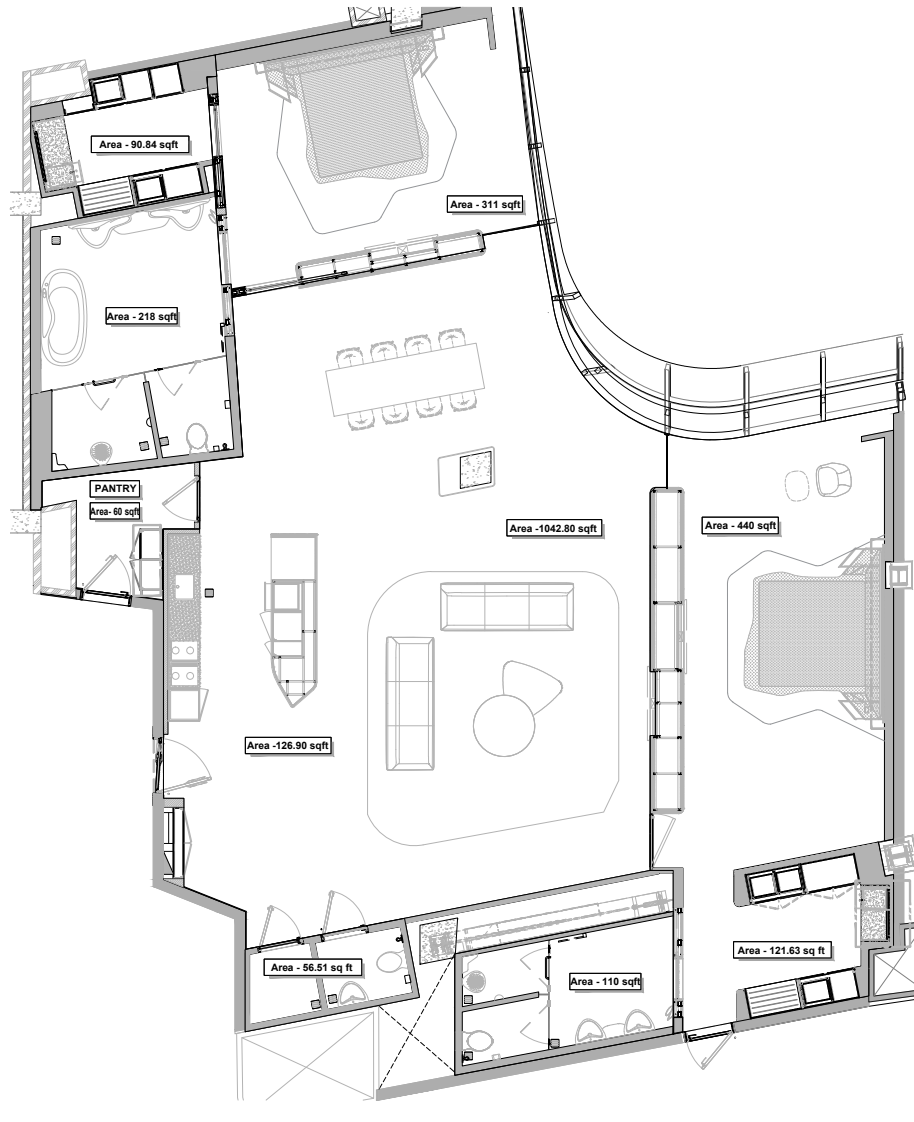 Area - 90.84 sqft
Area - 311 sqft
Area - 218 sqft
PANTRY
Area- 60 sqft
Area -1042.80 sqft
Area - 440 sqft
Area -126.90 sqft
Area - 121.63 sq ft
Area - 56.51 sq ft
Area - 110 sqft